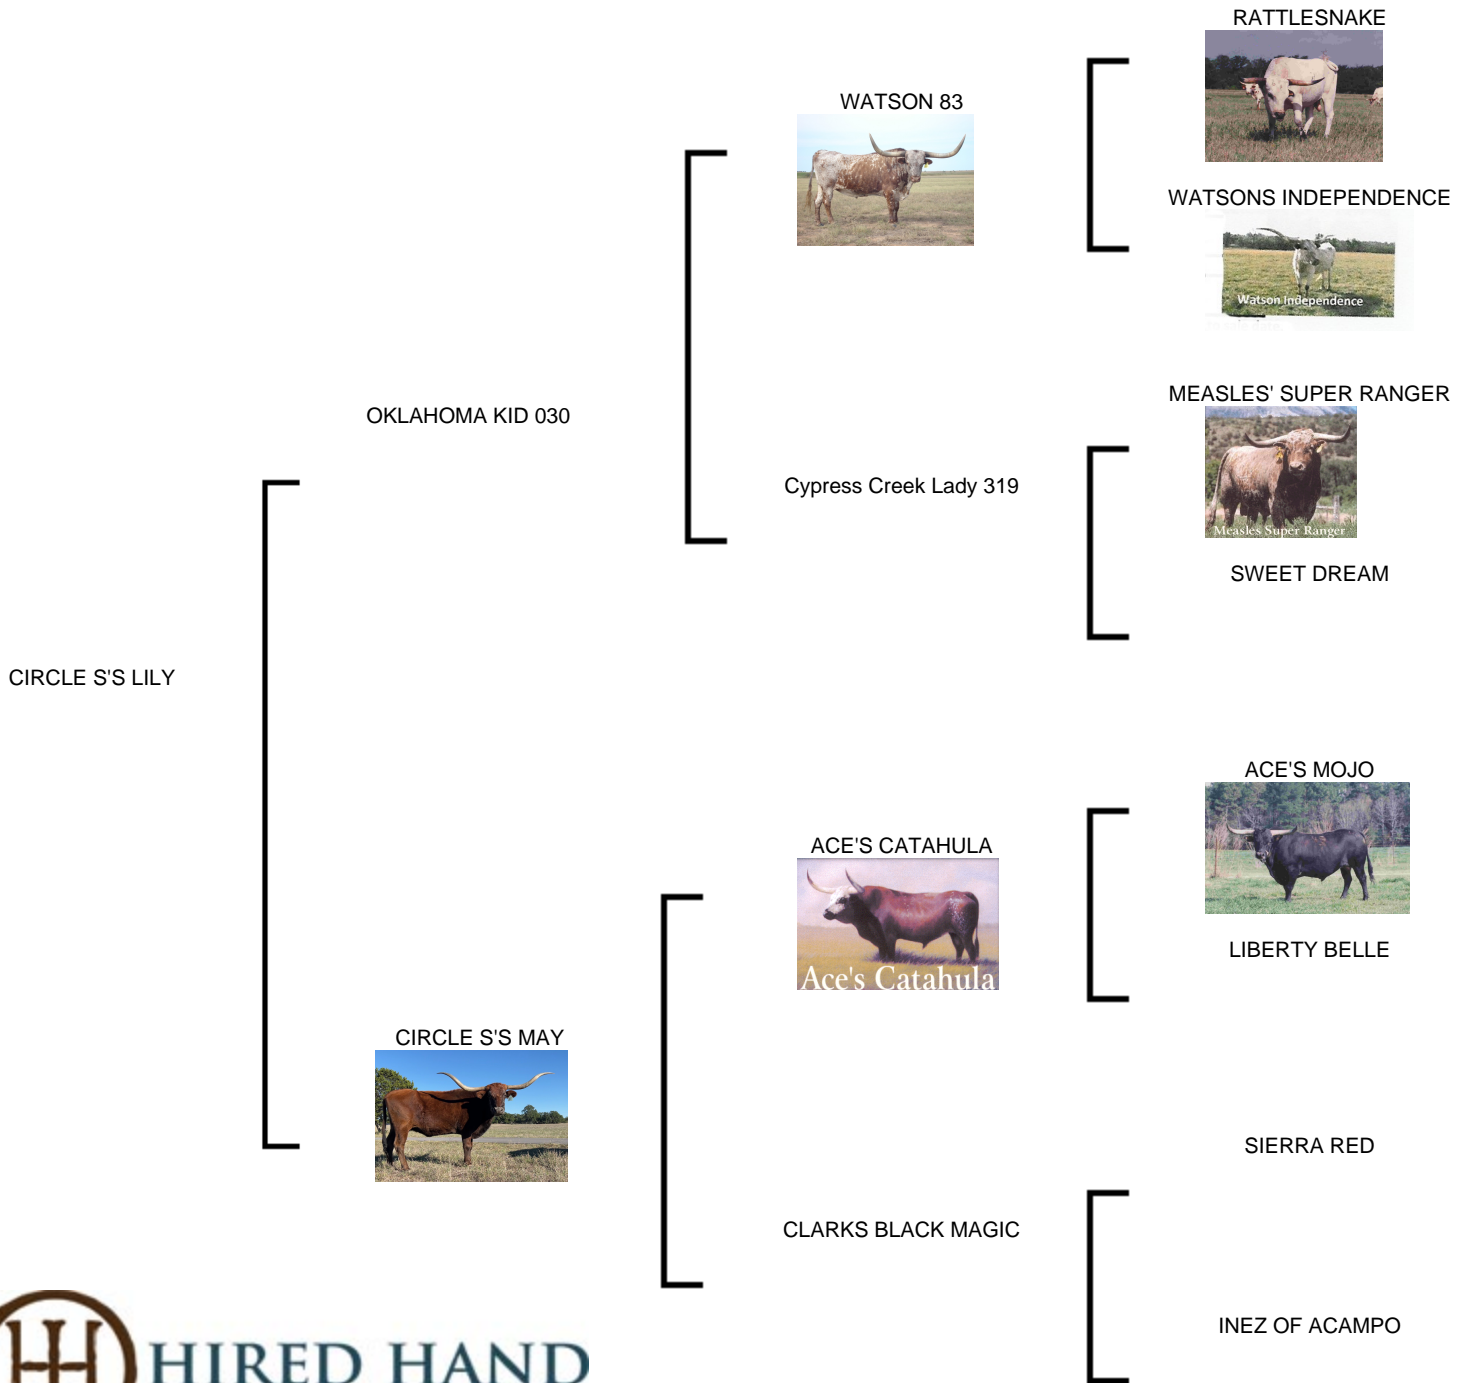 RATTLESNAKE
WATSON 83
WATSONS INDEPENDENCE
Watson Independence
MEASLES' SUPER RANGER
OKLAHOMA KID 030
Cypress Creek Lady 319
Measles Super Ranger
SWEET DREAM
CIRCLE S'S LILY
ACE'S MOJO
ACE'S CATAHULA
LIBERTY BELLE
Ace's Catahula
CIRCLE S'S MAY
SIERRA RED
CLARKS BLACK MAGIC
INEZ OF ACAMPO
HIRED HAND